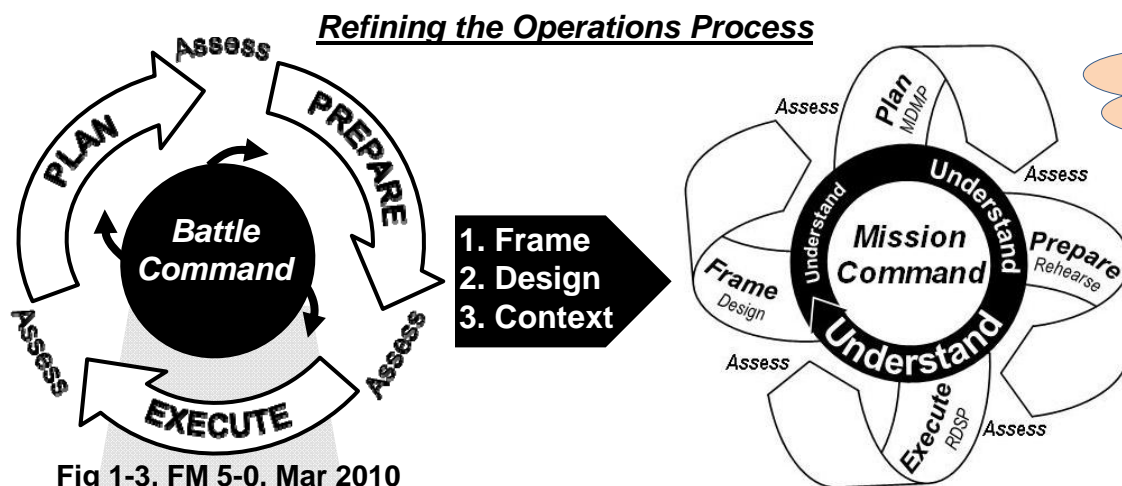 Refining the Operations Process
Assess
PLAN
PREPARE
Battle
Command
Assess
Assess
EXECUTE
Fig 1-3, FM 5-0, Mar 2010
1. Frame
2. Design
3. Context
Assess
Plan
MDMP
Assess
Understand
Understand
Mission
Command
Prepare
Rehearse
Frame
Design
Understand
Assess
Execute
RDSP
Assess